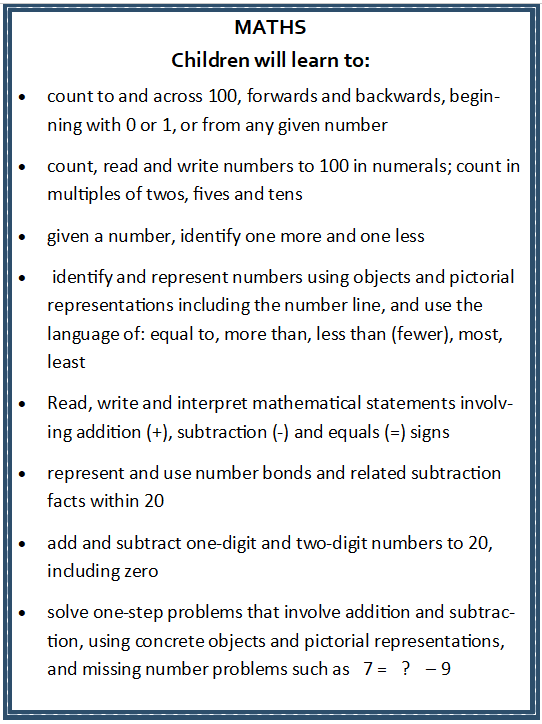 MATHS
Children will learn to:
• count to and across 100, forwards and backwards, begin-
ning with 0 or 1, or from any given number
• count, read and write numbers to 100 in numerals; count in
multiples of twos, fives and tens
• given a number, identify one more and one less
• identify and represent numbers using objects and pictorial
representations including the number line, and use the
language of: equal to, more than, less than (fewer), most,
least
• Read, write and interpret mathematical statements involv-
ing addition (+), subtraction (-) and equals (=) signs
• represent and use number bonds and related subtraction
facts within 20
• add and subtract one-digit and two-digit numbers to 20,
including zero
• solve one-step problems that involve addition and subtrac-
tion, using concrete objects and pictorial representations,
and missing number problems such as 7 = ? – 9